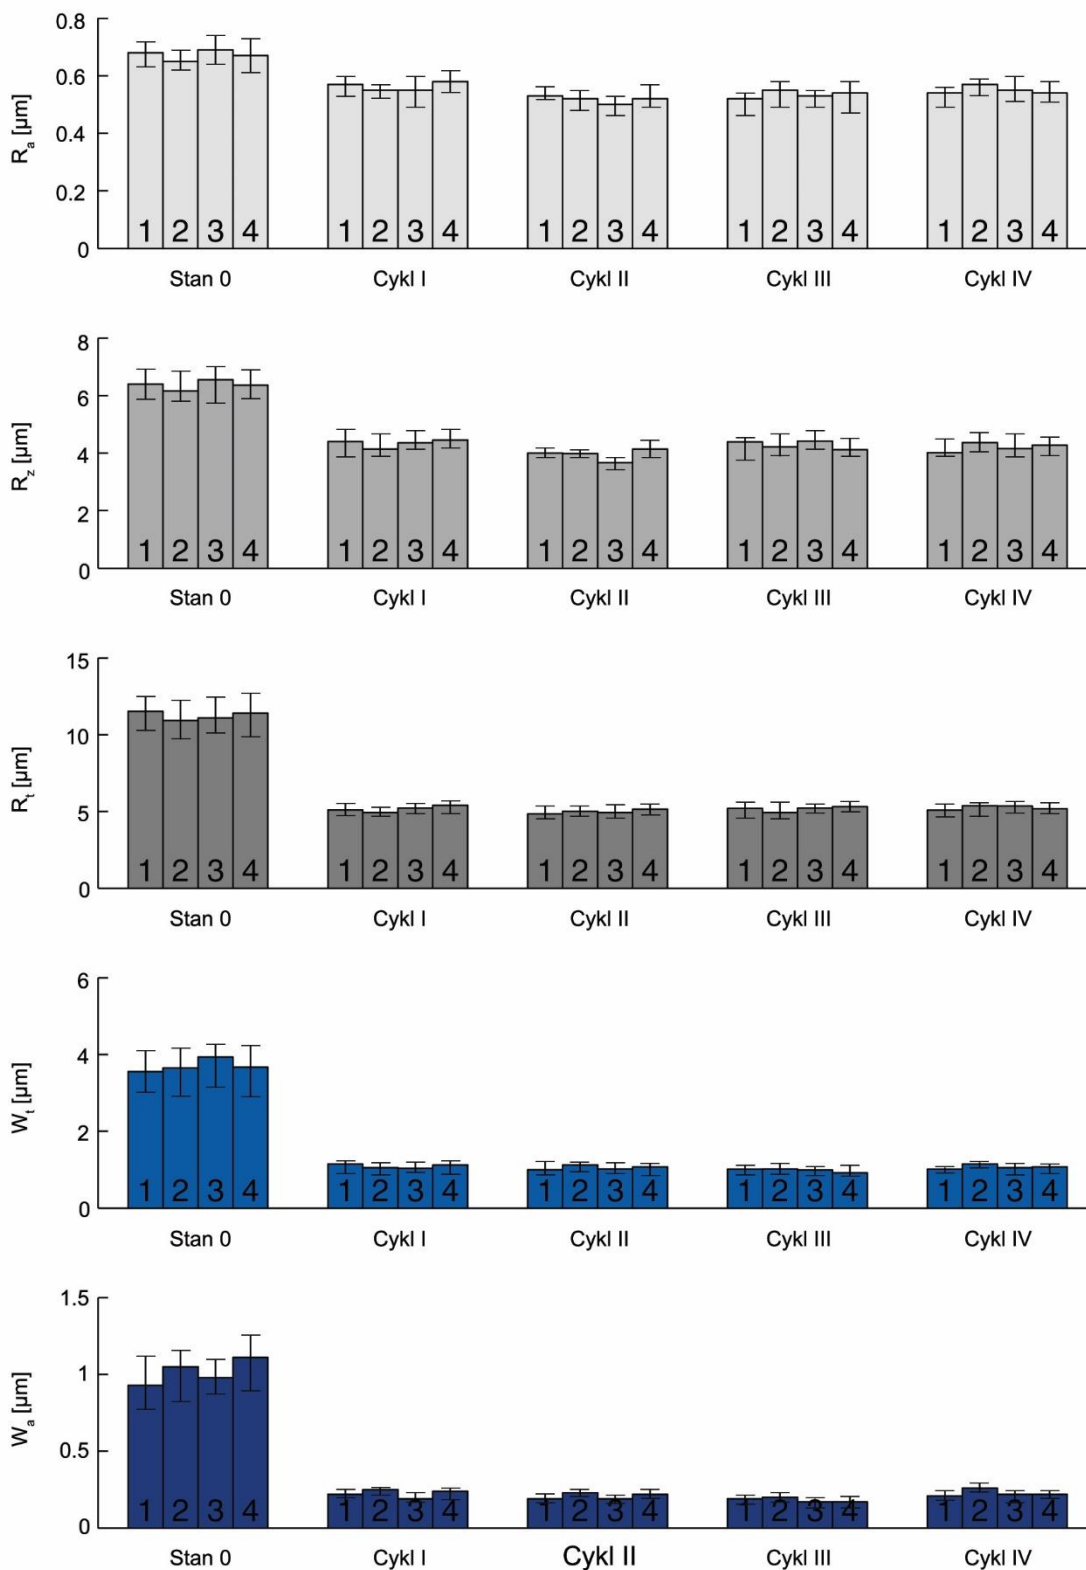 0.8
0.6
0.4
0.2
0
Rₐ [µm]
1 2 3 4 1 2 3 4 1 2 3 4 1 2 3 4 1 2 3 4
Stan 0 Cykl I Cykl II Cykl III Cykl IV
8
6
4
2
0
R_z [µm]
1 2 3 4 1 2 3 4 1 2 3 4 1 2 3 4 1 2 3 4
Stan 0 Cykl I Cykl II Cykl III Cykl IV
15
10
5
0
Rₜ [µm]
1 2 3 4 1 2 3 4 1 2 3 4 1 2 3 4 1 2 3 4
Stan 0 Cykl I Cykl II Cykl III Cykl IV
6
4
2
0
Wₜ [µm]
1 2 3 4 1 2 3 4 1 2 3 4 1 2 3 4 1 2 3 4
Stan 0 Cykl I Cykl II Cykl III Cykl IV
1.5
1
0.5
0
Wₐ [µm]
1 2 3 4 1 2 3 4 1 2 3 4 1 2 3 4 1 2 3 4
Stan 0 Cykl I Cykl II Cykl III Cykl IV